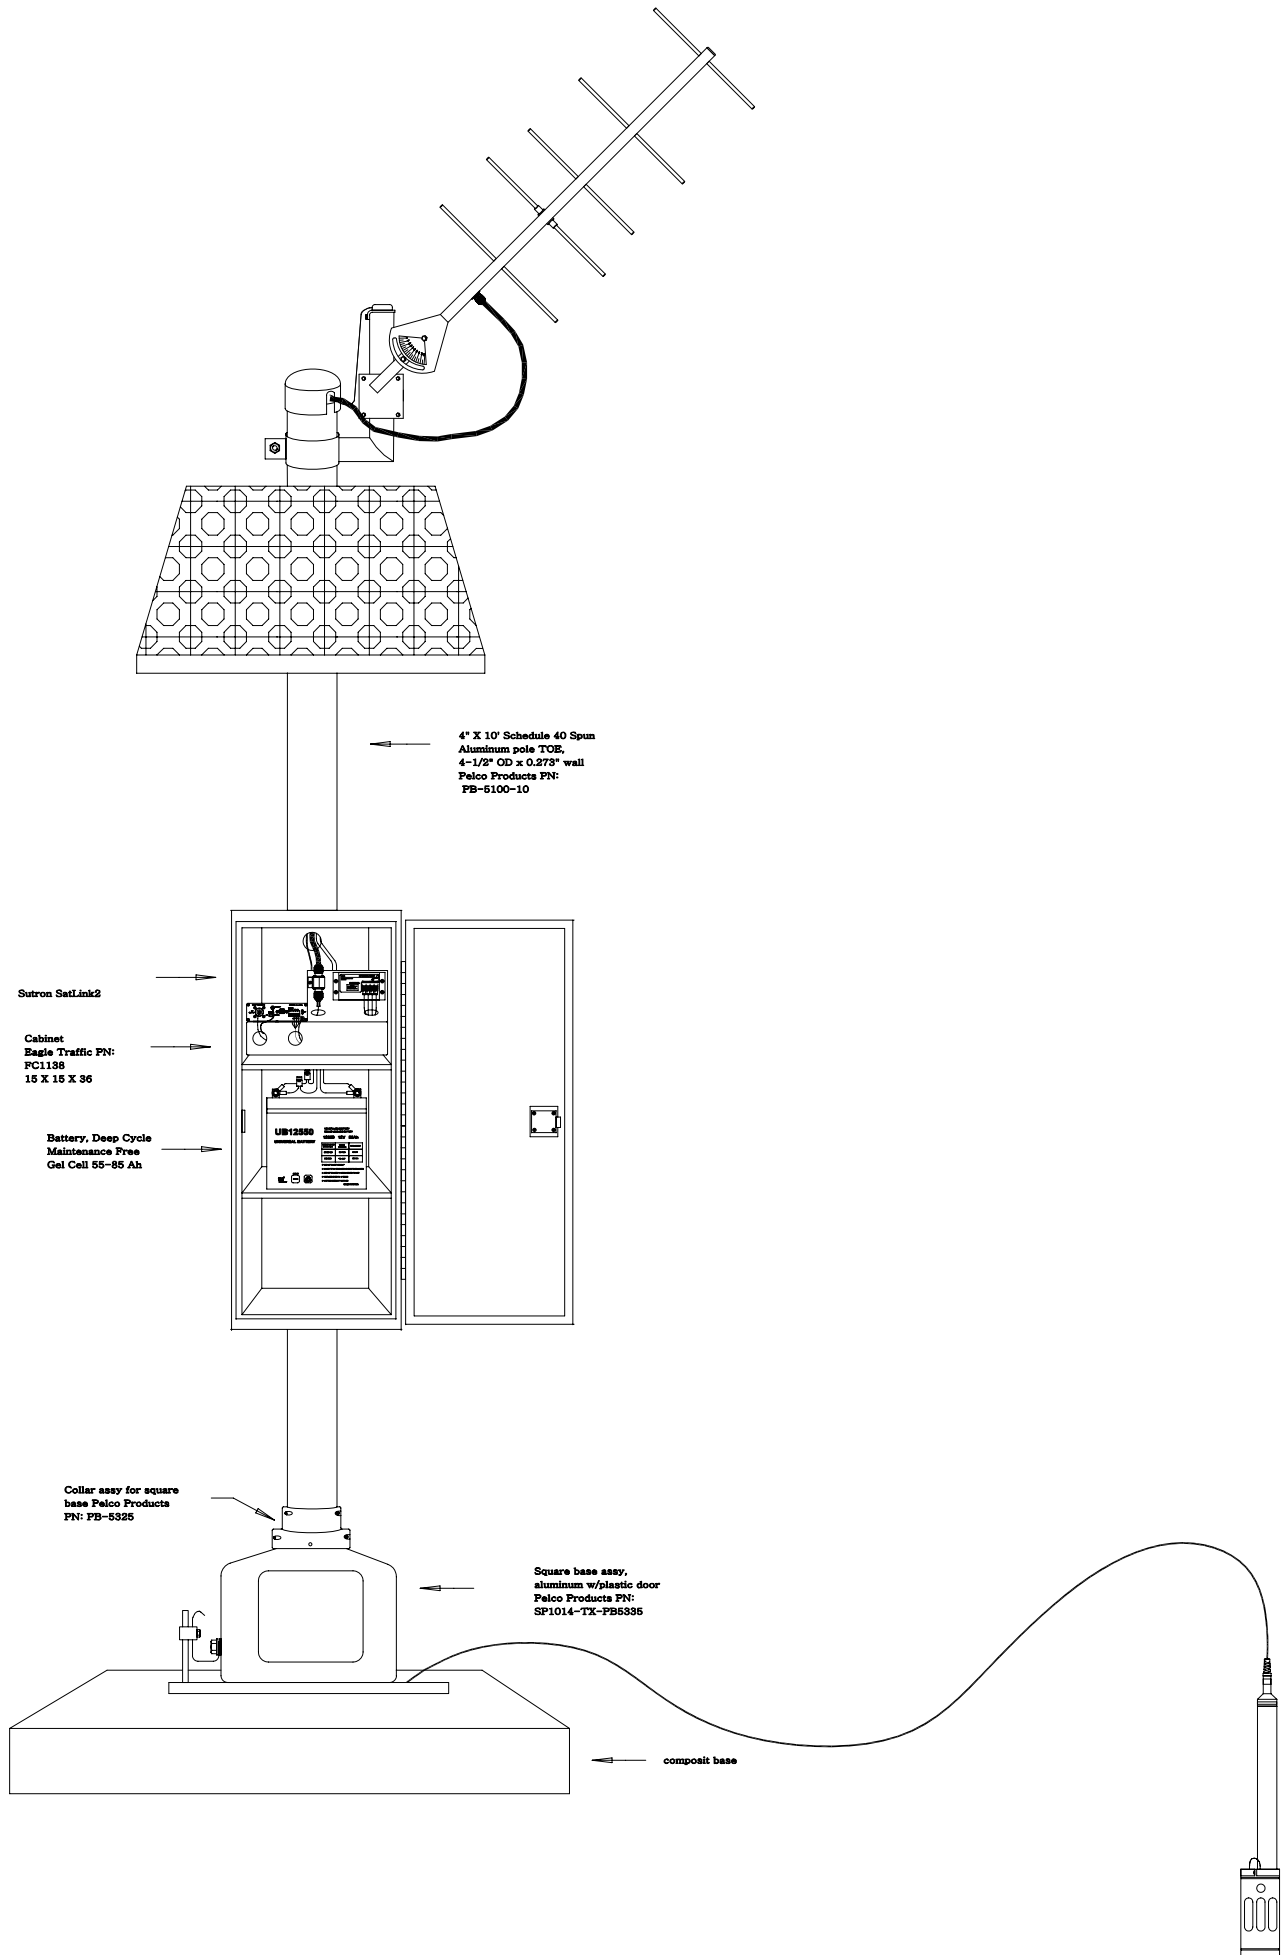 4" X 10' Schedule 40 Spun
Aluminum pole TOE,
4-1/2" OD x 0.273" wall
Pelco Products PN:
PB-5100-10
Sutron SatLink2
Cabinet
Eagle Traffic PN:
FC1138
15 X 15 X 36
Battery, Deep Cycle
Maintenance Free
Gel Cell 55-85 Ah
UB12550
UNIVERSAL BATTERY
Collar assy for square
base Pelco Products
PN: PB-5325
Square base assy,
aluminum w/plastic door
Pelco Products PN:
SP1014-TX-PB5335
composit base